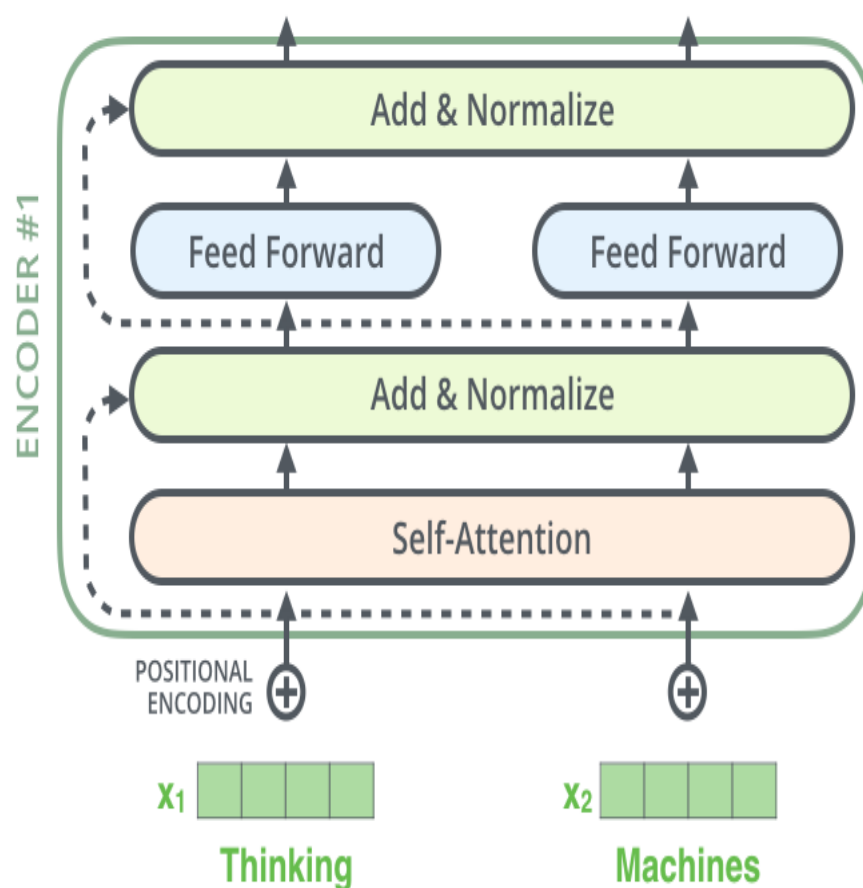 ENCODER #1
Add & Normalize
Feed Forward
Feed Forward
Add & Normalize
Self-Attention
POSITIONAL
ENCODING
x1
x2
Thinking
Machines